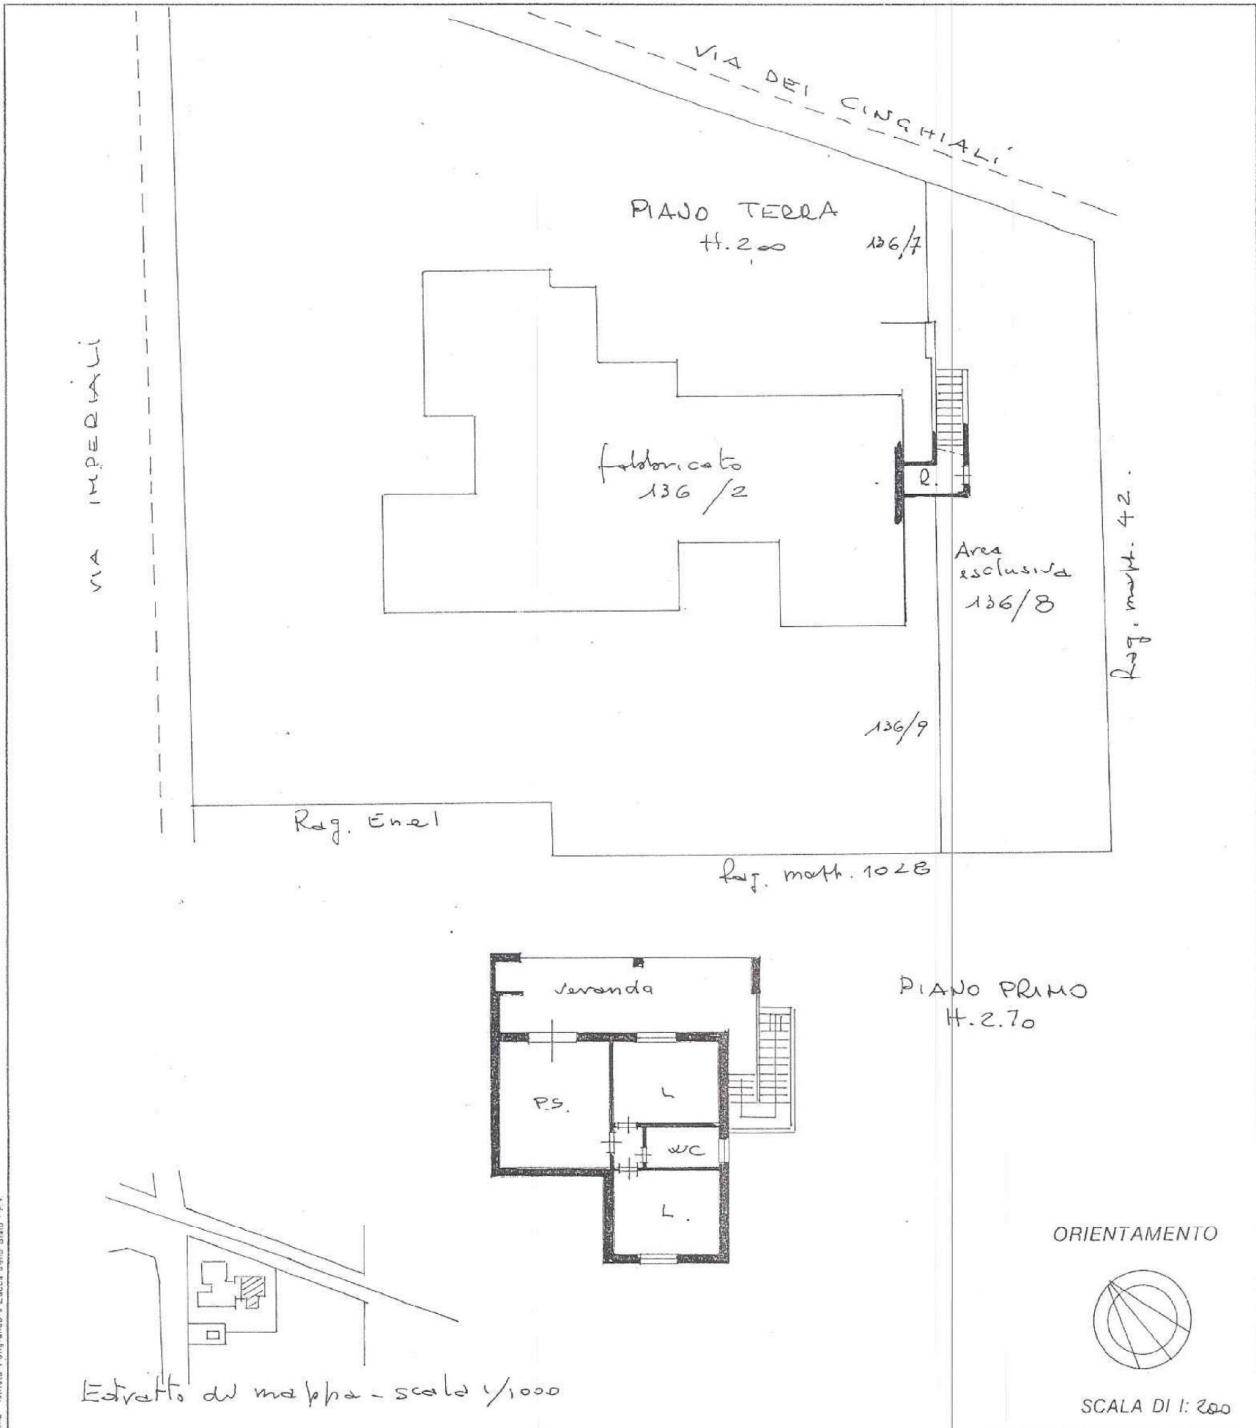 VIA DEI CINGHIALI
PIANO TERRA
H. 2,00
136/7
VIA IMPERIALI
fabbricato
136 /2
R.
Area
esclusiva
136/8
Rag. mapp. 42.
136/9
Rag. Enel
Rag. mapp. 1028
veranda
PIANO PRIMO
H. 2.70
P.S.
L
WC
L.
ORIENTAMENTO
Estratto di mappa - scala 1/1000
SCALA DI 1: 200